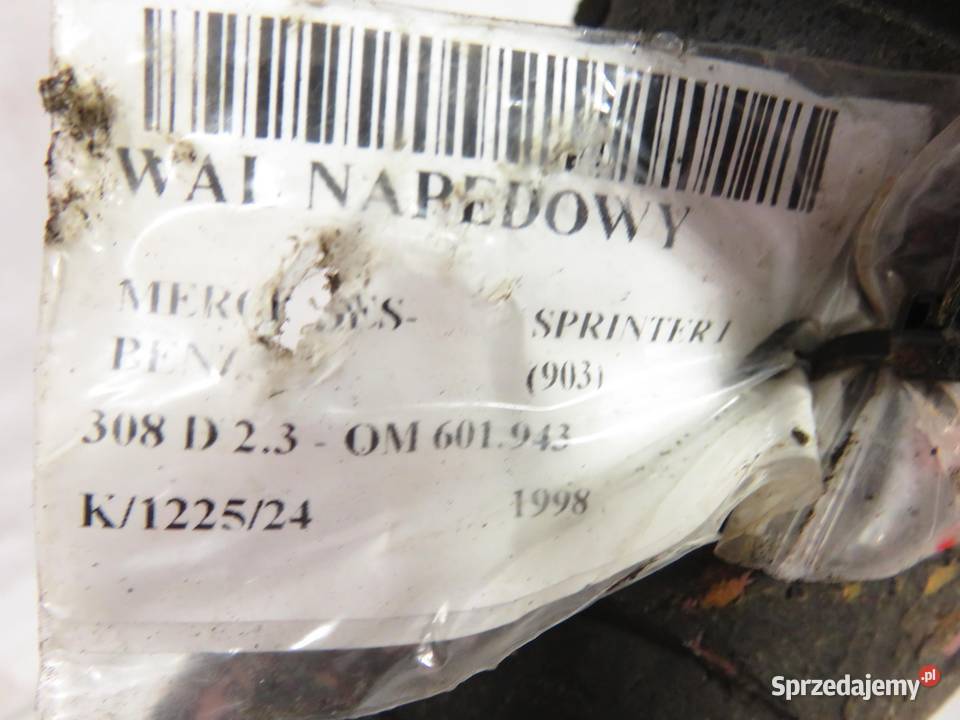 WAŁ NAPĘDOWY
MERCEDES- SPRINTER I
BENZ (903)
308 D 2.3 - OM 601.943
K/1225/24 1998
Sprzedajemy.pl